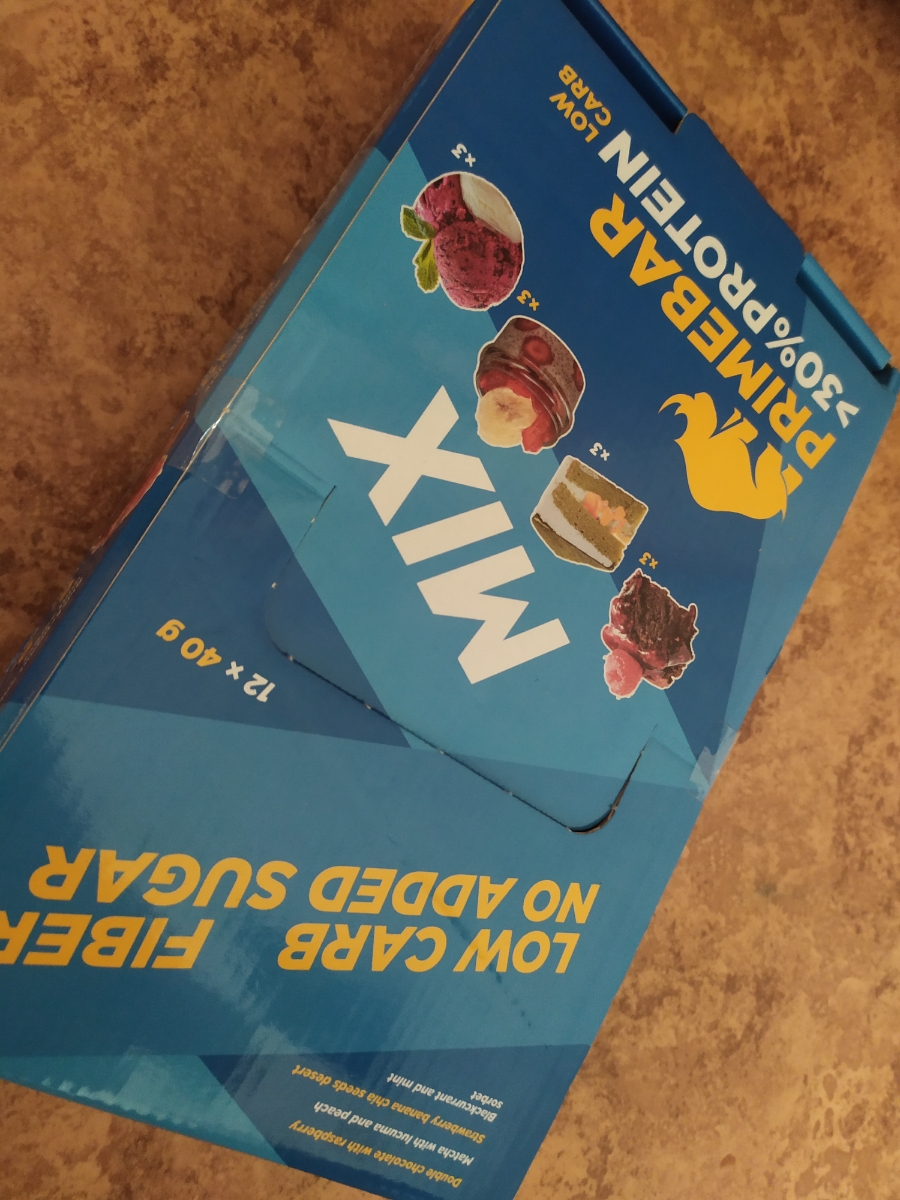 PRIMEBAR
>30%PROTEIN
LOW
CARB
x3
x3
x3
x3
MIX
12 x 40 g
NO ADDED SUGAR
LOW CARB FIBER
Double chocolate with raspberry
Matcha with lucuma and peach
Strawberry banana chia seeds desert
Blackcurrant and mint
sorbet